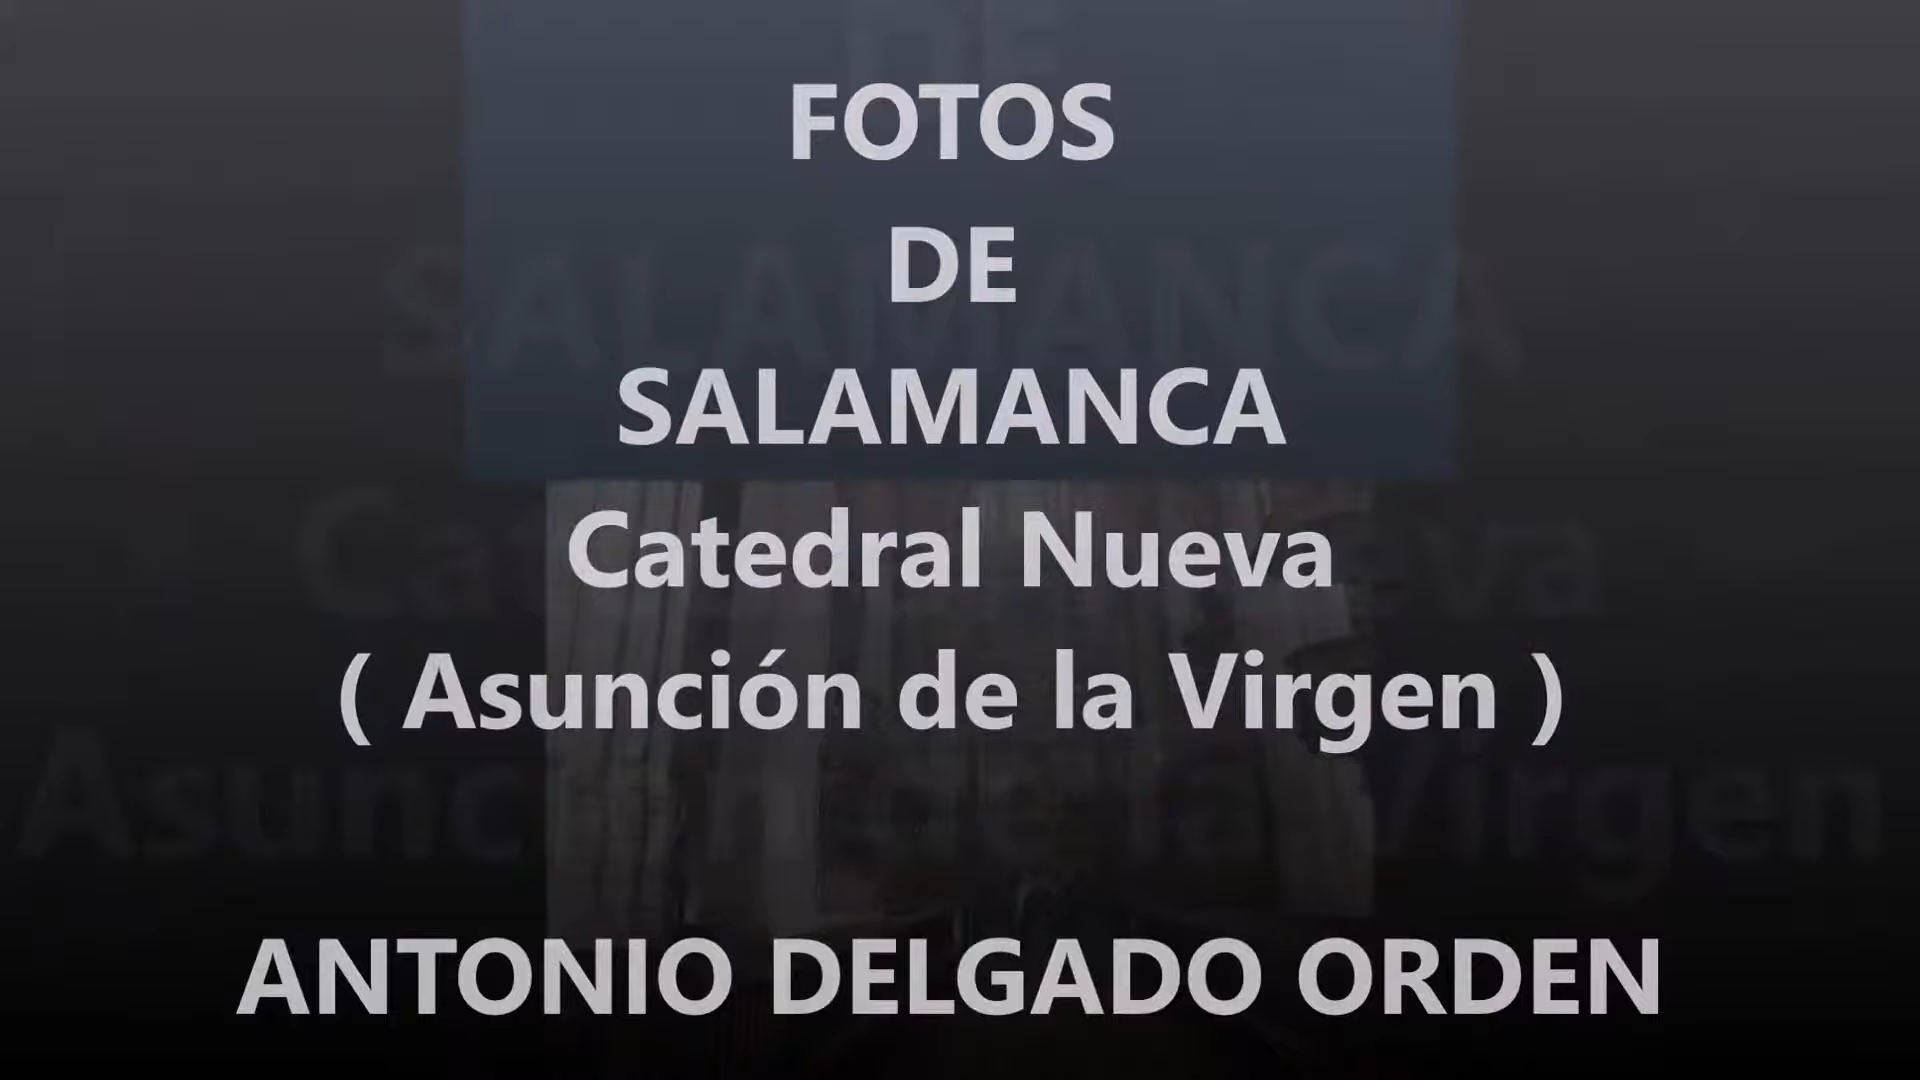 FOTOS
DE
SALAMANCA
Catedral Nueva
( Asunción de la Virgen )
ANTONIO DELGADO ORDEN